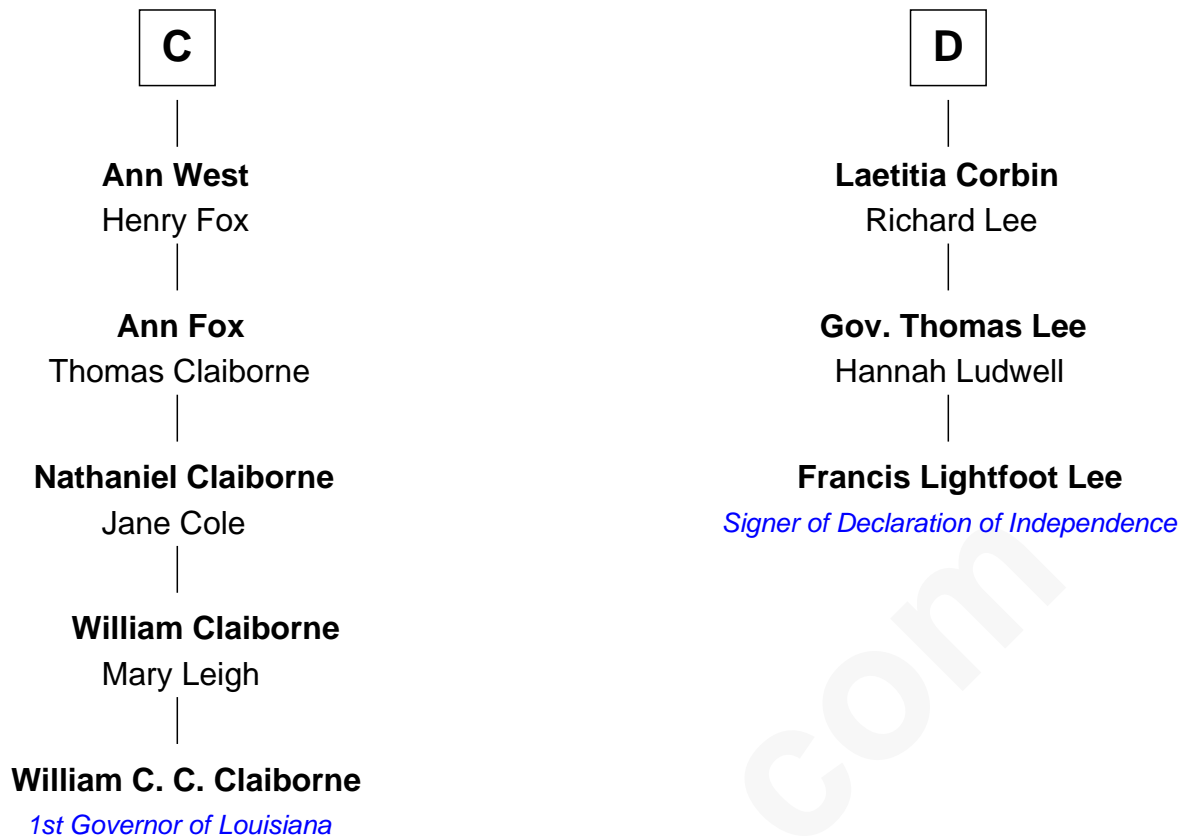 C
Ann West
Henry Fox
Ann Fox
Thomas Claiborne
Nathaniel Claiborne
Jane Cole
William Claiborne
Mary Leigh
William C. C. Claiborne
1st Governor of Louisiana
D
Laetitia Corbin
Richard Lee
Gov. Thomas Lee
Hannah Ludwell
Francis Lightfoot Lee
Signer of Declaration of Independence
com